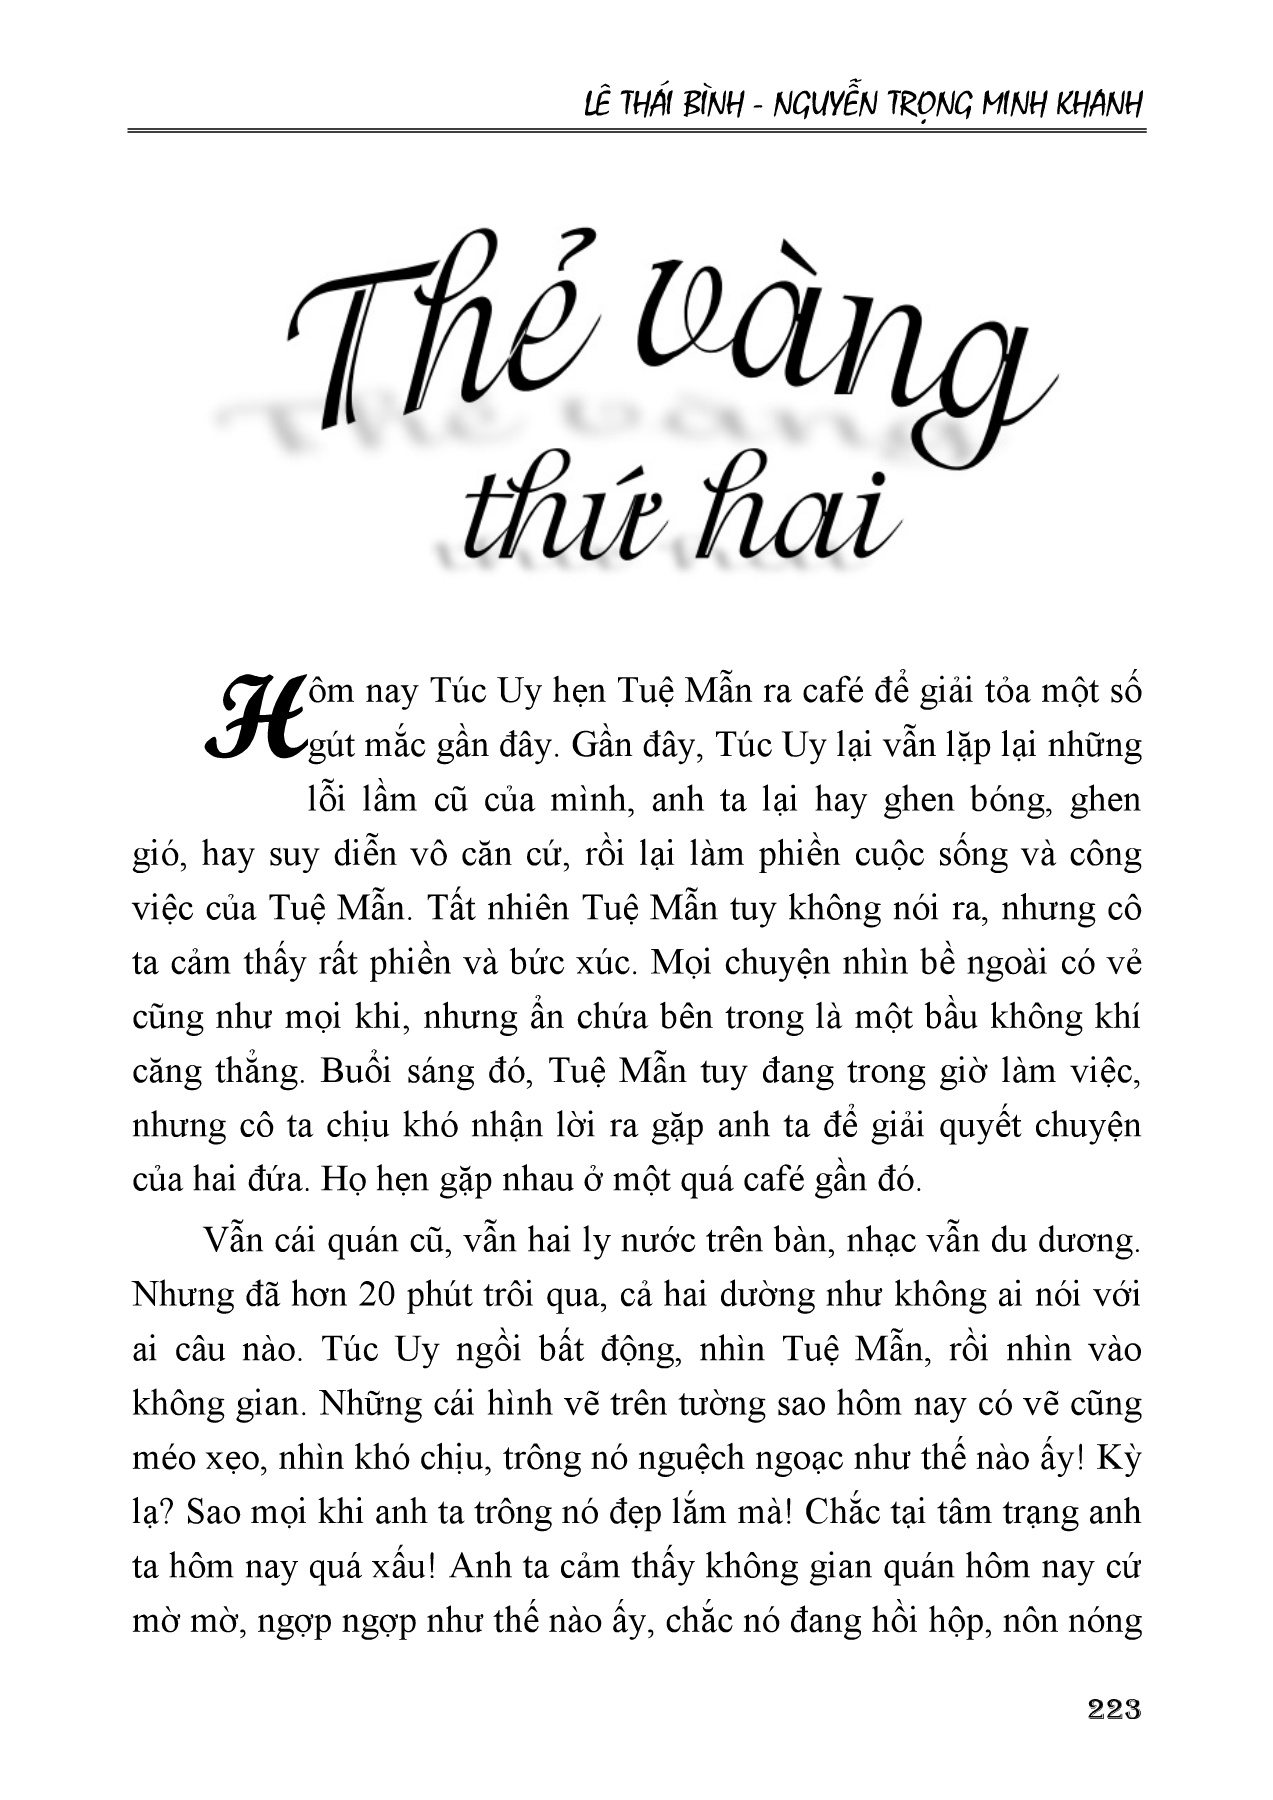 LÊ THÁI BÌNH - NGUYỄN TRỌNG MINH KHANH
Thẻ vàng
thứ hai
Hôm nay Túc Uy hẹn Tuệ Mẫn ra café để giải tỏa một số
gút mắc gần đây. Gần đây, Túc Uy lại vẫn lặp lại những
lỗi lầm cũ của mình, anh ta lại hay ghen bóng, ghen
gió, hay suy diễn vô căn cứ, rồi lại làm phiền cuộc sống và công
việc của Tuệ Mẫn. Tất nhiên Tuệ Mẫn tuy không nói ra, nhưng cô
ta cảm thấy rất phiền và bức xúc. Mọi chuyện nhìn bề ngoài có vẻ
cũng như mọi khi, nhưng ẩn chứa bên trong là một bầu không khí
căng thẳng. Buổi sáng đó, Tuệ Mẫn tuy đang trong giờ làm việc,
nhưng cô ta chịu khó nhận lời ra gặp anh ta để giải quyết chuyện
của hai đứa. Họ hẹn gặp nhau ở một quá café gần đó.
Vẫn cái quán cũ, vẫn hai ly nước trên bàn, nhạc vẫn du dương.
Nhưng đã hơn 20 phút trôi qua, cả hai dường như không ai nói với
ai câu nào. Túc Uy ngồi bất động, nhìn Tuệ Mẫn, rồi nhìn vào
không gian. Những cái hình vẽ trên tường sao hôm nay có vẽ cũng
méo xẹo, nhìn khó chịu, trông nó nguệch ngoạc như thế nào ấy! Kỳ
lạ? Sao mọi khi anh ta trông nó đẹp lắm mà! Chắc tại tâm trạng anh
ta hôm nay quá xấu! Anh ta cảm thấy không gian quán hôm nay cứ
mờ mờ, ngợp ngợp như thế nào ấy, chắc nó đang hồi hộp, nôn nóng
223